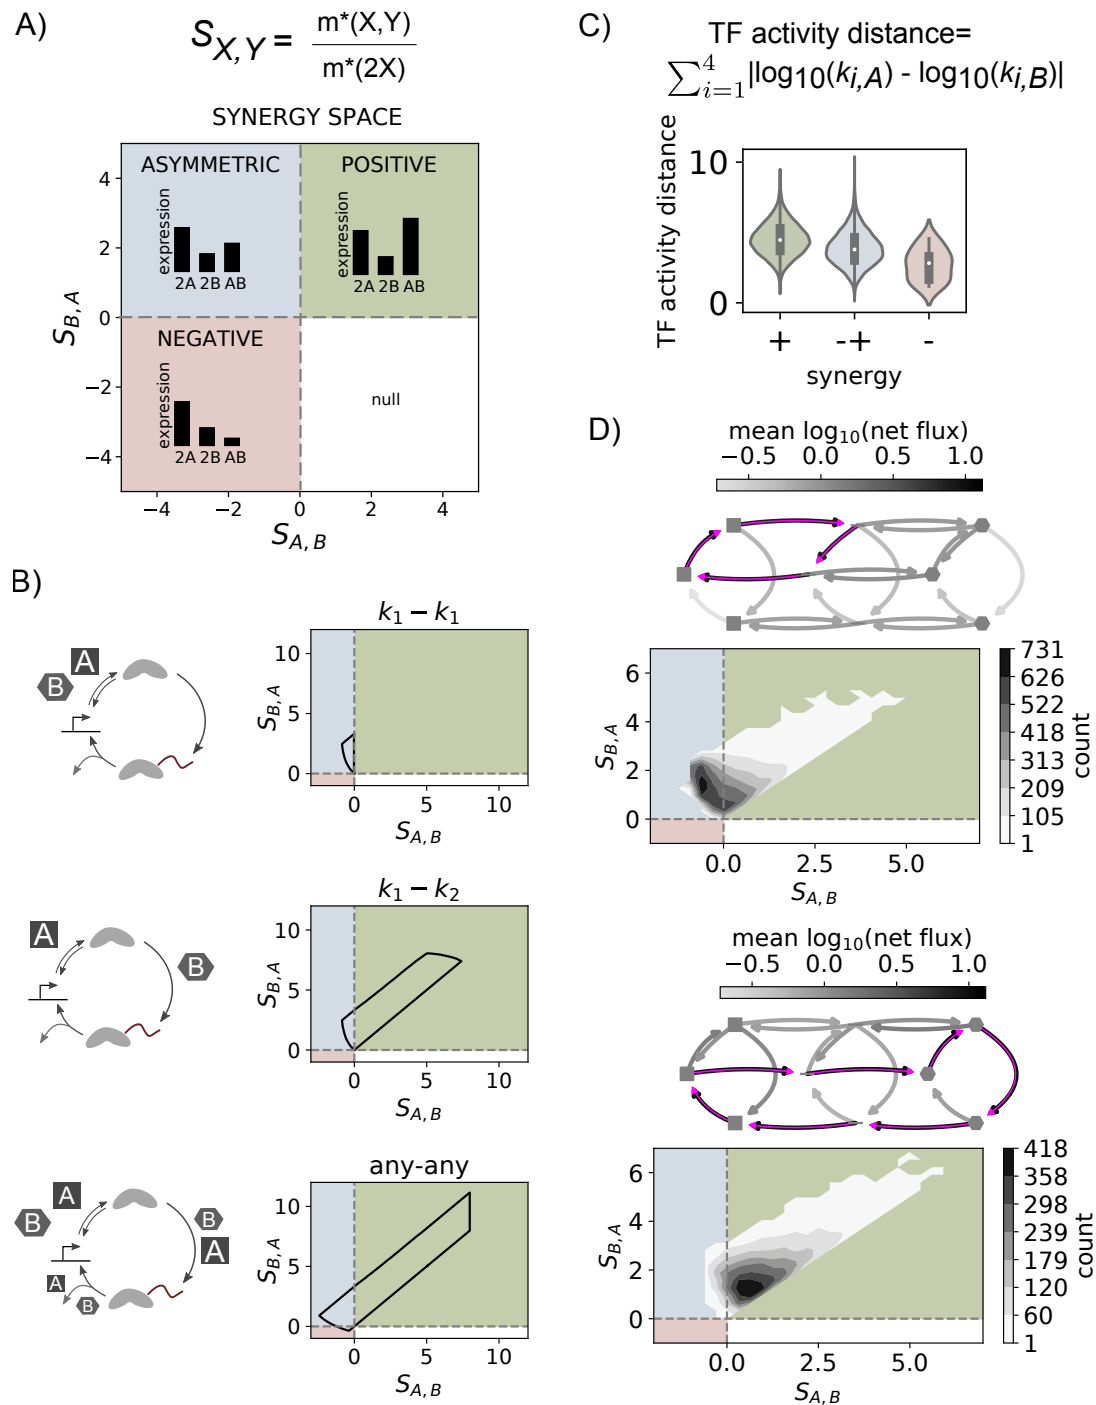 A)
S_{X,Y} = m*(X,Y) / m*(2X)
SYNERGY SPACE
ASYMMETRIC
POSITIVE
expression
2A 2B AB
expression
2A 2B AB
NEGATIVE
expression
2A 2B AB
null
4
2
0
−2
−4
S_{B,A}
−4 −2 0 2 4
S_{A,B}
C)
TF activity distance=
∑_{i=1}^{4} |log10(k_{i,A}) - log10(k_{i,B})|
TF activity distance
10
0
+ -+ -
synergy
B)
A
B
k₁ − k₁
10
5
0
S_{B,A}
0 5 10
S_{A,B}
A
B
k₁ − k₂
10
5
0
S_{B,A}
0 5 10
S_{A,B}
A
B
B
A
A
B
any-any
10
5
0
S_{B,A}
0 5 10
S_{A,B}
D)
mean log₁₀(net flux)
−0.5 0.0 0.5 1.0
6
4
2
0
S_{B,A}
0.0 2.5 5.0
S_{A,B}
731
626
522
418
313
209
105
1
count
mean log₁₀(net flux)
−0.5 0.0 0.5 1.0
6
4
2
0
S_{B,A}
0.0 2.5 5.0
S_{A,B}
418
358
298
239
179
120
60
1
count